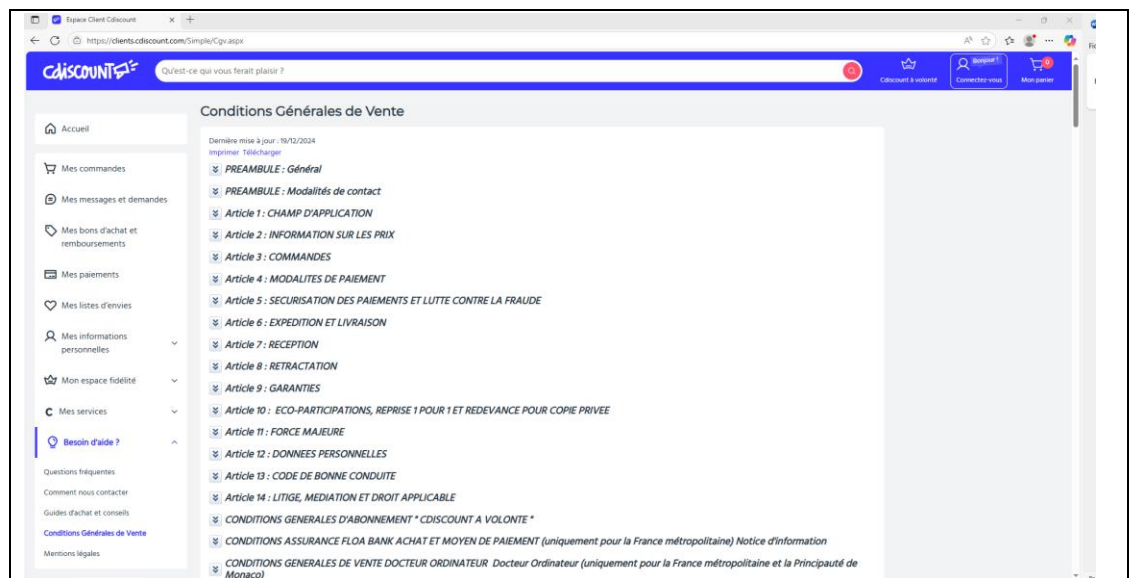 Espace Client Cdiscount
https://clients.cdiscount.com/Simple/Cgv.aspx
Cdiscount
Qu'est-ce qui vous ferait plaisir ?
Cdiscount à volonté
Bonjour !
Connectez-vous
0
Mon panier
Accueil
Mes commandes
Mes messages et demandes
Mes bons d'achat et
remboursements
Mes paiements
Mes listes d'envies
Mes informations
personnelles
Mon espace fidélité
C Mes services
Besoin d'aide ?
Questions fréquentes
Comment nous contacter
Guides d'achat et conseils
Conditions Générales de Vente
Mentions légales
Conditions Générales de Vente
Dernière mise à jour : 19/12/2024
Imprimer Télécharger
PREAMBULE : Général
PREAMBULE : Modalités de contact
Article 1 : CHAMP D'APPLICATION
Article 2 : INFORMATION SUR LES PRIX
Article 3 : COMMANDES
Article 4 : MODALITES DE PAIEMENT
Article 5 : SECURISATION DES PAIEMENTS ET LUTTE CONTRE LA FRAUDE
Article 6 : EXPEDITION ET LIVRAISON
Article 7 : RECEPTION
Article 8 : RETRACTATION
Article 9 : GARANTIES
Article 10 : ECO-PARTICIPATIONS, REPRISE 1 POUR 1 ET REDEVANCE POUR COPIE PRIVEE
Article 11 : FORCE MAJEURE
Article 12 : DONNEES PERSONNELLES
Article 13 : CODE DE BONNE CONDUITE
Article 14 : LITIGE, MEDIATION ET DROIT APPLICABLE
CONDITIONS GENERALES D'ABONNEMENT " CDISCOUNT A VOLONTE "
CONDITIONS ASSURANCE FLOA BANK ACHAT ET MOYEN DE PAIEMENT (uniquement pour la France métropolitaine) Notice d'information
CONDITIONS GENERALES DE VENTE DOCTEUR ORDINATEUR Docteur Ordinateur (uniquement pour la France métropolitaine et la Principauté de
Monaco)